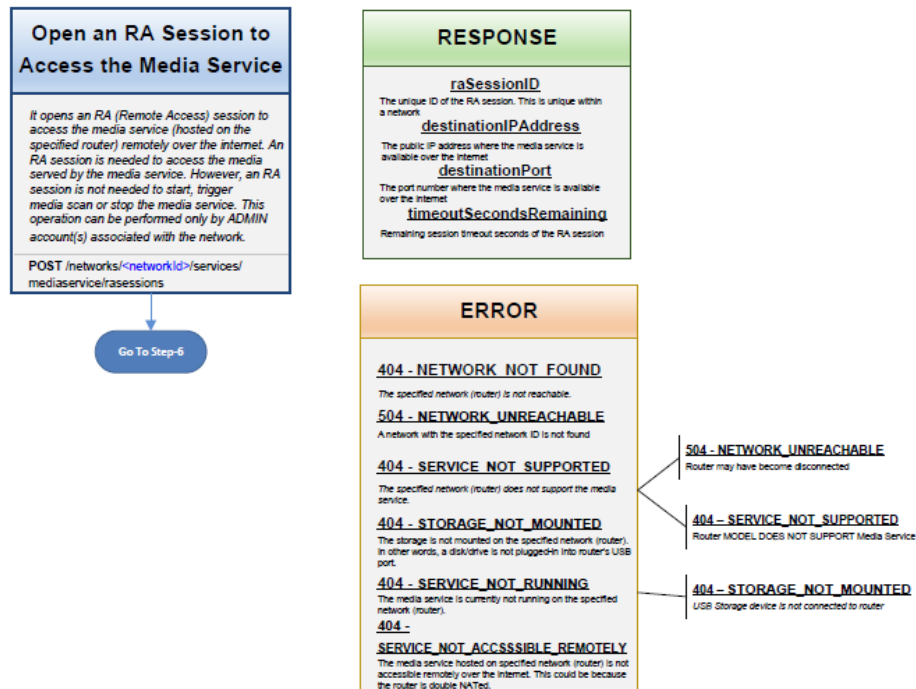 Open an RA Session to
Access the Media Service
It opens an RA (Remote Access) session to
access the media service (hosted on the
specified router) remotely over the internet. An
RA session is needed to access the media
served by the media service. However, an RA
session is not needed to start, trigger
media scan or stop the media service. This
operation can be performed only by ADMIN
account(s) associated with the network.
POST /networks/<networkId>/services/
mediaservice/rasessions
Go To Step-6
RESPONSE
raSessionID
The unique ID of the RA session. This is unique within
a network
destinationIPAddress
The public IP address where the media service is
available over the internet
destinationPort
The port number where the media service is available
over the internet
timeoutSecondsRemaining
Remaining session timeout seconds of the RA session
ERROR
404 - NETWORK_NOT_FOUND
The specified network (router) is not reachable.
504 - NETWORK_UNREACHABLE
A network with the specified network ID is not found
404 - SERVICE_NOT_SUPPORTED
The specified network (router) does not support the media
service.
404 - STORAGE_NOT_MOUNTED
The storage is not mounted on the specified network (router).
In other words, a disk/drive is not plugged-in into router's USB
port.
404 - SERVICE_NOT_RUNNING
The media service is currently not running on the specified
network (router).
404 -
SERVICE_NOT_ACCSSSIBLE_REMOTELY
The media service hosted on specified network (router) is not
accessible remotely over the internet. This could be because
the router is double NATed.
504 - NETWORK_UNREACHABLE
Router may have become disconnected
404 – SERVICE_NOT_SUPPORTED
Router MODEL DOES NOT SUPPORT Media Service
404 – STORAGE_NOT_MOUNTED
USB Storage device is not connected to router